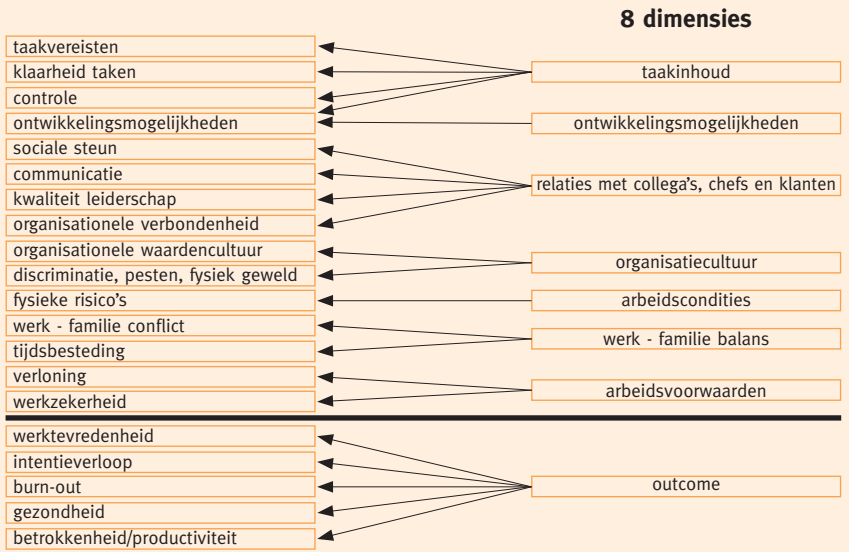 8 dimensies
taakvereisten
klaarheid taken
controle
ontwikkelingsmogelijkheden
sociale steun
communicatie
kwaliteit leiderschap
organisationele verbondenheid
organisationele waardencultuur
discriminatie, pesten, fysiek geweld
fysieke risico's
werk - familie conflict
tijdsbesteding
verloning
werkzekerheid
werktevredenheid
intentieverloop
burn-out
gezondheid
betrokkenheid/productiviteit
taakinhoud
ontwikkelingsmogelijkheden
relaties met collega's, chefs en klanten
organisatiecultuur
arbeidscondities
werk - familie balans
arbeidsvoorwaarden
outcome